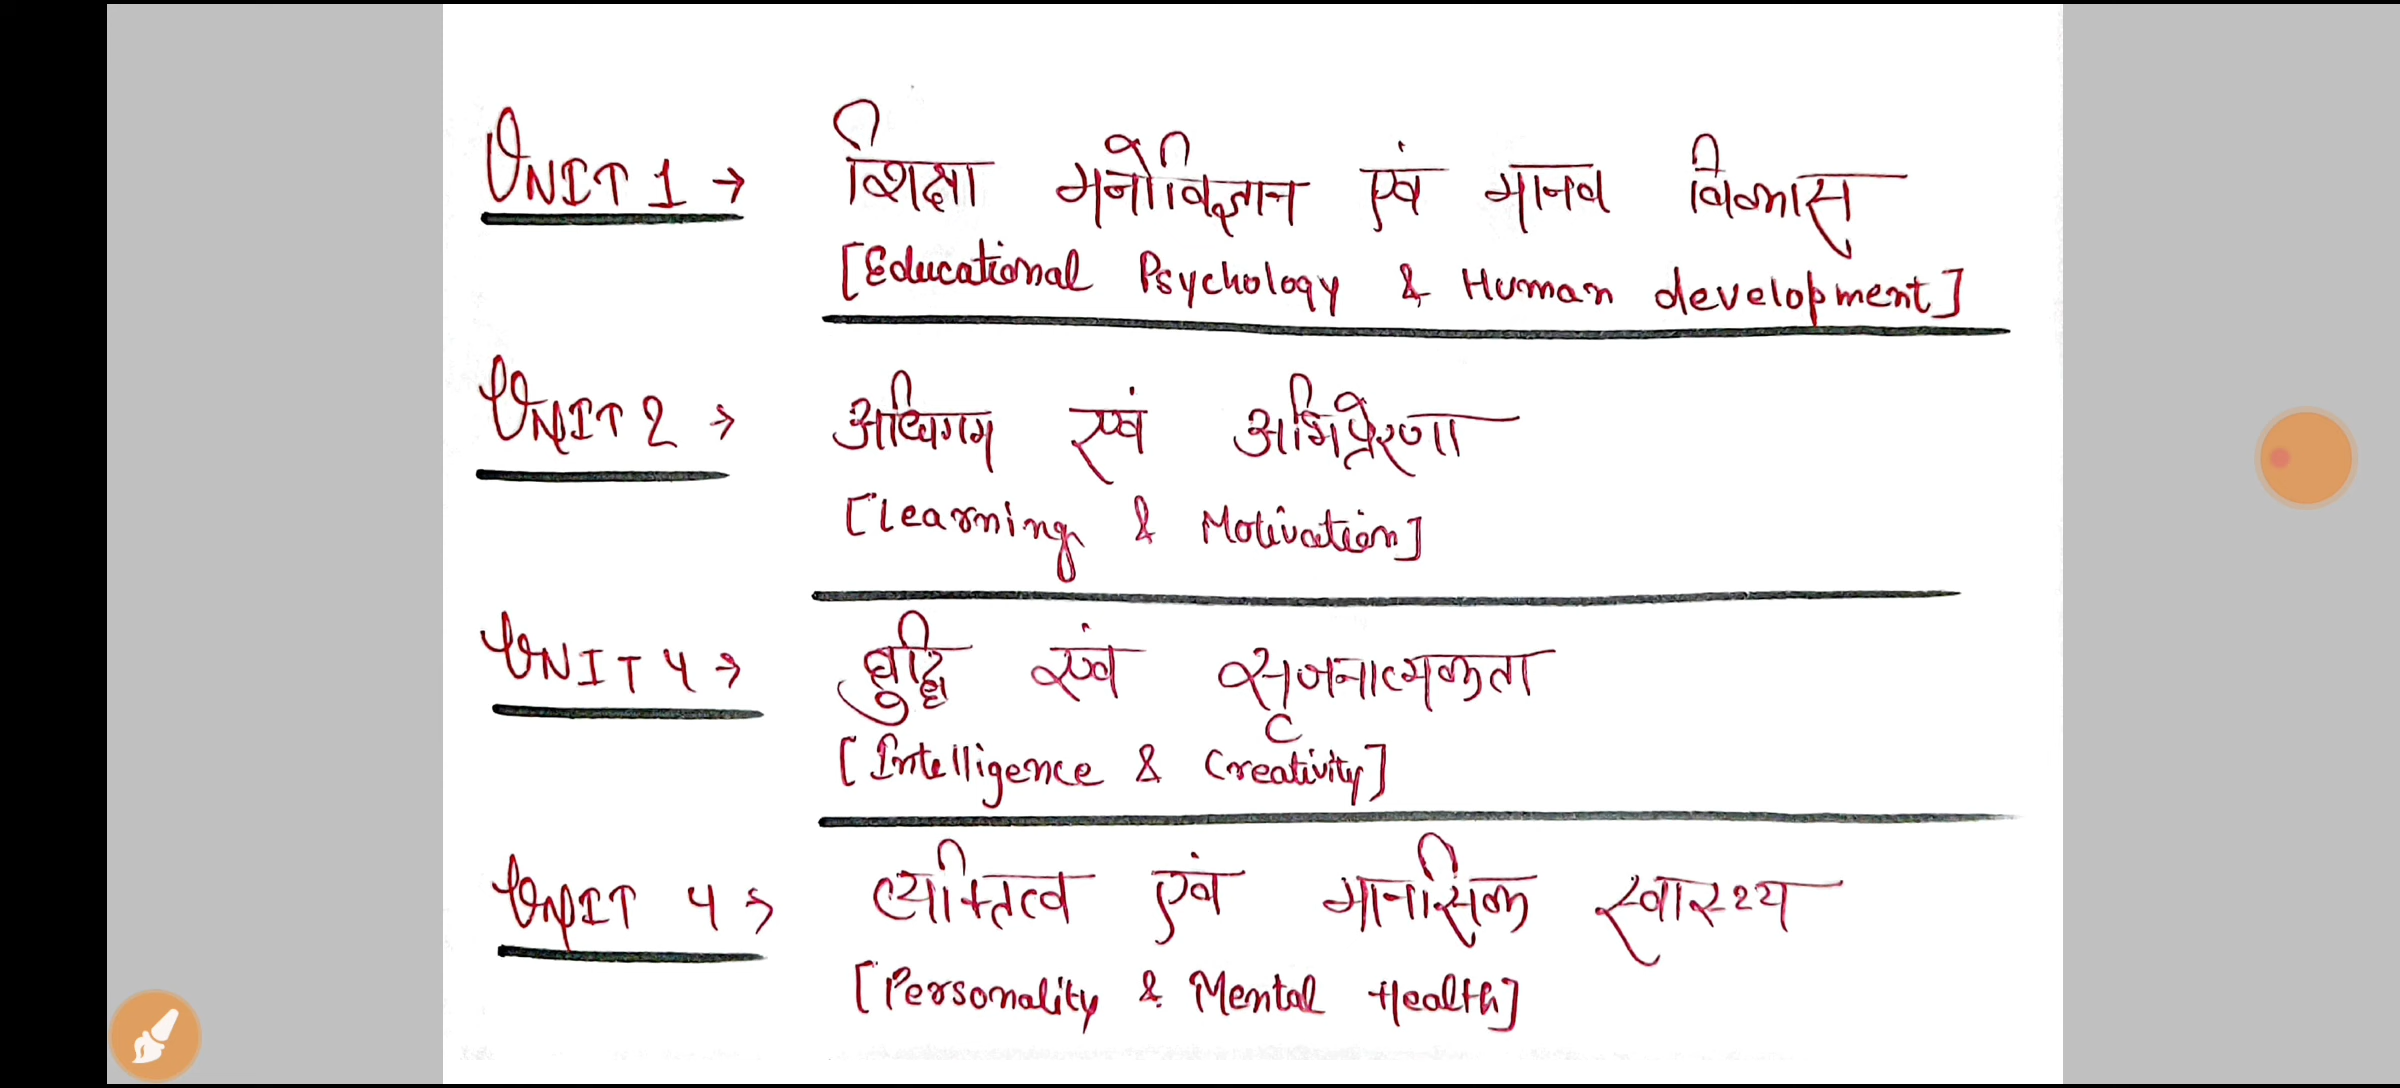 UNIT 1 → शिक्षा मनोविज्ञान एवं मानव विकास
[Educational Psychology & Human development]
UNIT 2 → अधिगम एवं अभिप्रेरणा
[Learning & Motivation]
UNIT 4 → बुद्धि एवं सृजनात्मकता
[Intelligence & Creativity]
UNIT 4 → व्यक्तित्व एवं मानसिक स्वास्थ्य
[Personality & Mental Health]